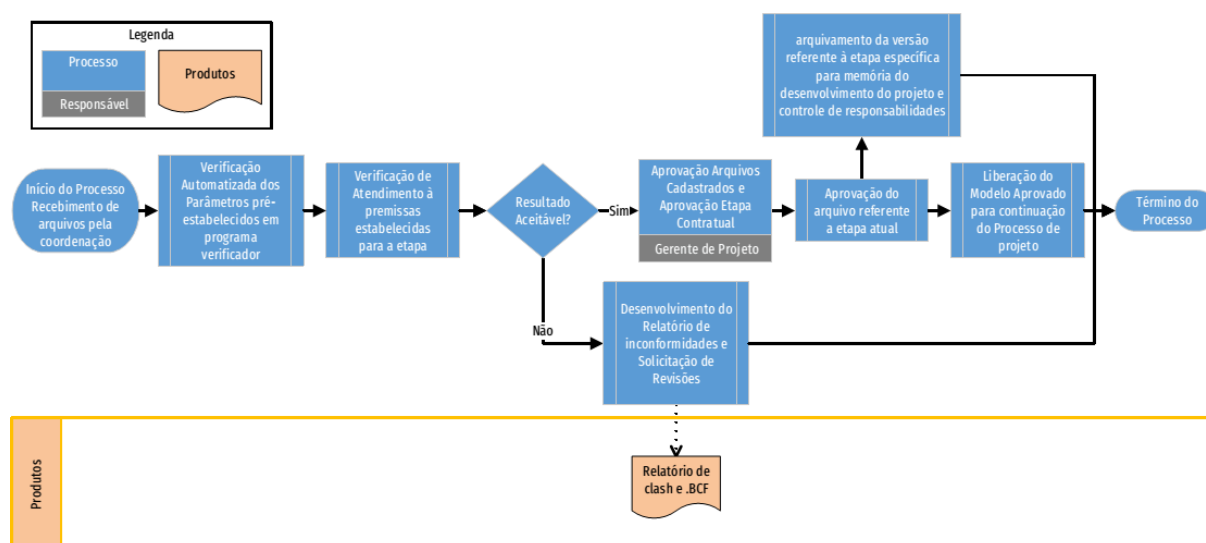 Legenda
Processo
Responsável
Produtos
Início do Processo
Recebimento de
arquivos pela
coordenação
Verificação
Automatizada dos
Parâmetros pré-
estabelecidos em
programa
verificador
Verificação de
Atendimento à
premissas
estabelecidas
para a etapa
Resultado
Aceitável?
Sim
Aprovação Arquivos
Cadastrados e
Aprovação Etapa
Contratual
Gerente de Projeto
arquivamento da versão
referente à etapa específica
para memória do
desenvolvimento do projeto e
controle de responsabilidades
Aprovação do
arquivo referente
a etapa atual
Liberação do
Modelo Aprovado
para continuação
do Processo de
projeto
Término do
Processo
Não
Desenvolvimento do
Relatório de
inconformidades e
Solicitação de
Revisões
Produtos
Relatório de
clash e .BCF